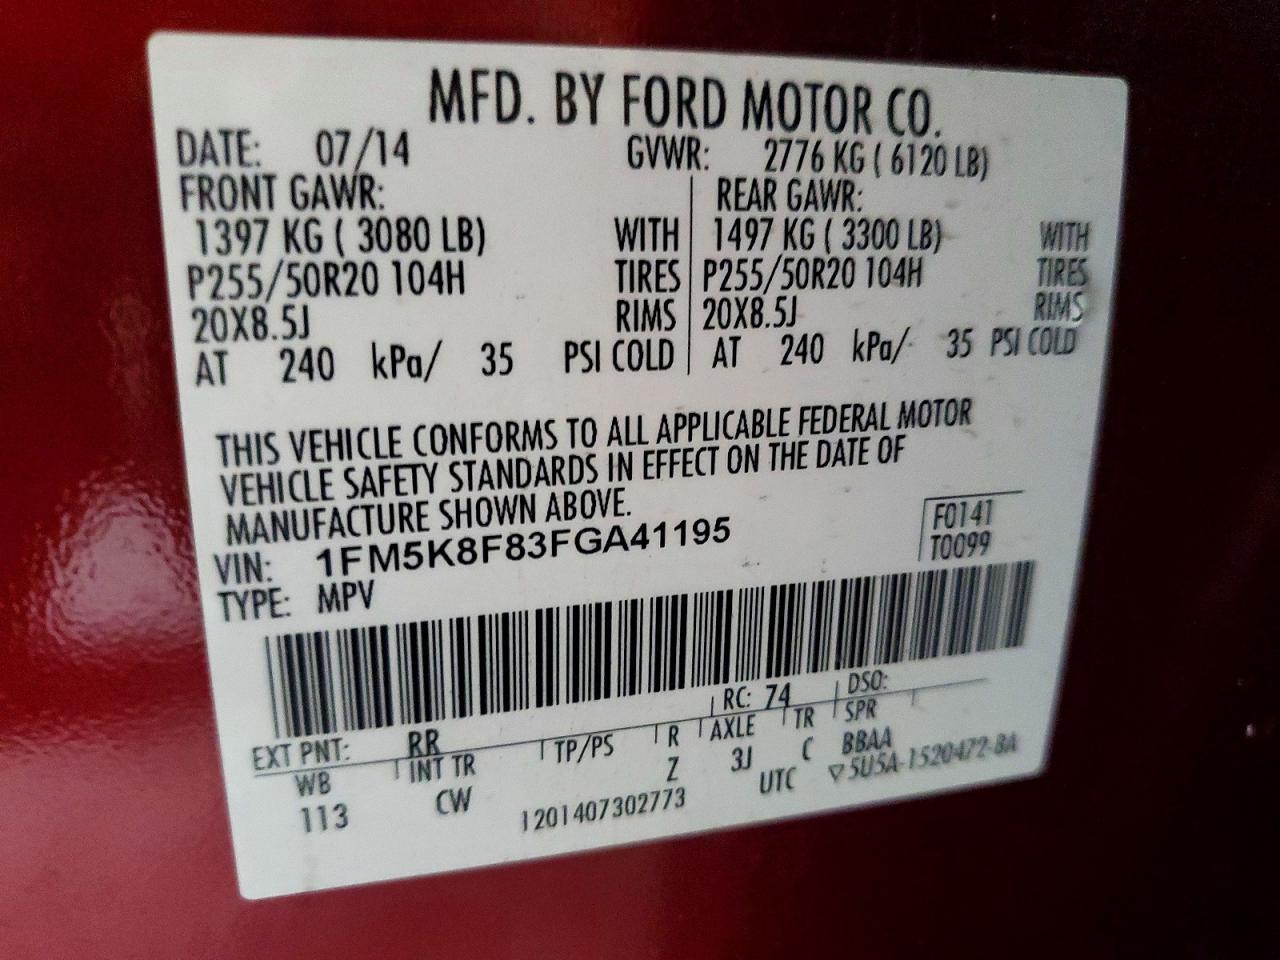 MFD. BY FORD MOTOR CO.
DATE: 07/14 GVWR: 2776 KG ( 6120 LB)
FRONT GAWR: REAR GAWR:
1397 KG ( 3080 LB) WITH 1497 KG ( 3300 LB) WITH
P255/50R20 104H TIRES P255/50R20 104H TIRES
20X8.5J RIMS 20X8.5J RIMS
AT 240 kPa/ 35 PSI COLD AT 240 kPa/ 35 PSI COLD
THIS VEHICLE CONFORMS TO ALL APPLICABLE FEDERAL MOTOR
VEHICLE SAFETY STANDARDS IN EFFECT ON THE DATE OF
MANUFACTURE SHOWN ABOVE.
VIN: 1FM5K8F83FGA41195 F0141
TYPE: MPV T0099
EXT PNT: RR RC: 74 DSO:
WB INT TR TP/PS R AXLE TR SPR
113 CW Z 3J C BBAA
1201407302773 UTC ▽5U5A-1520472-BA